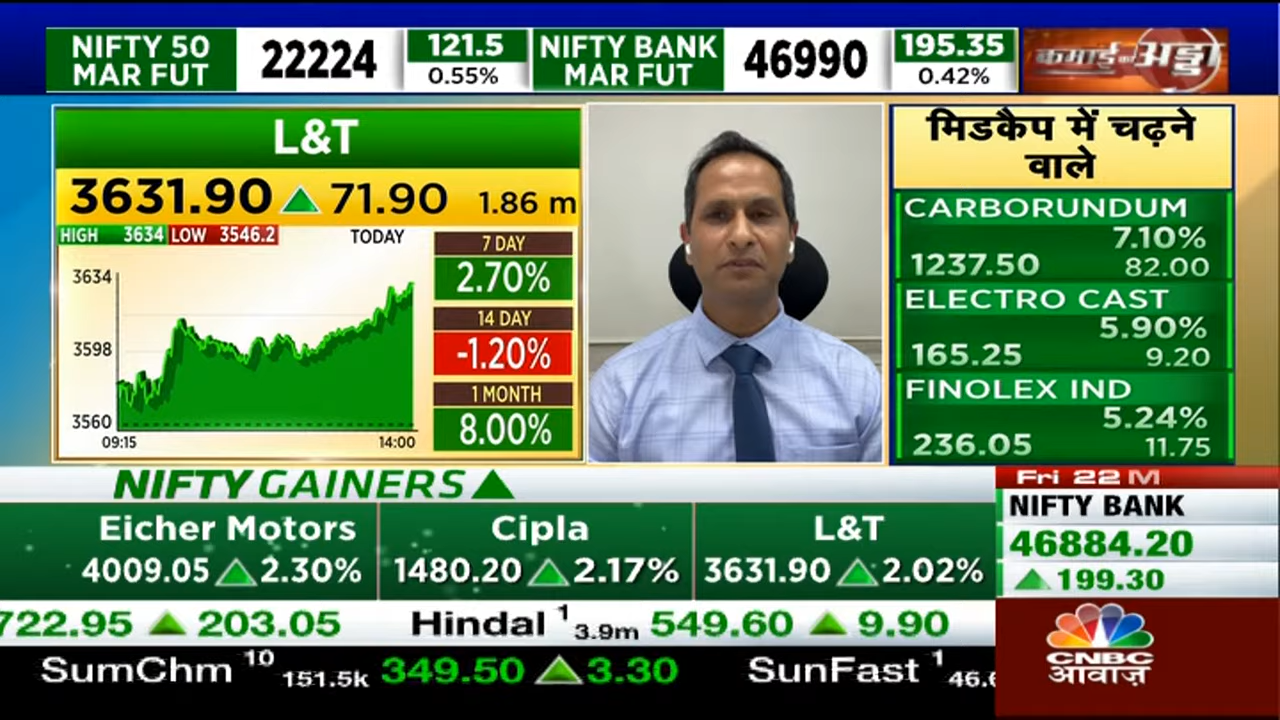 NIFTY 50
MAR FUT
22224
121.5
0.55%
NIFTY BANK
MAR FUT
46990
195.35
0.42%
कमाई का अड्डा
L&T
3631.90 ▲ 71.90 1.86 m
HIGH 3634 LOW 3546.2
TODAY
3634
3598
3560
09:15 14:00
7 DAY
2.70%
14 DAY
-1.20%
1 MONTH
8.00%
मिडकैप में चढ़ने
वाले
CARBORUNDUM
7.10%
1237.50 82.00
ELECTRO CAST
5.90%
165.25 9.20
FINOLEX IND
5.24%
236.05 11.75
NIFTY GAINERS ▲
Eicher Motors
4009.05 ▲ 2.30%
Cipla
1480.20 ▲ 2.17%
L&T
3631.90 ▲ 2.02%
Fri 22 M
NIFTY BANK
46884.20
▲ 199.30
722.95 ▲ 203.05 Hindal 1 3.9m 549.60 ▲ 9.90
SumChm 10 151.5k 349.50 ▲ 3.30 SunFast 1 46.
CNBC
आवाज़